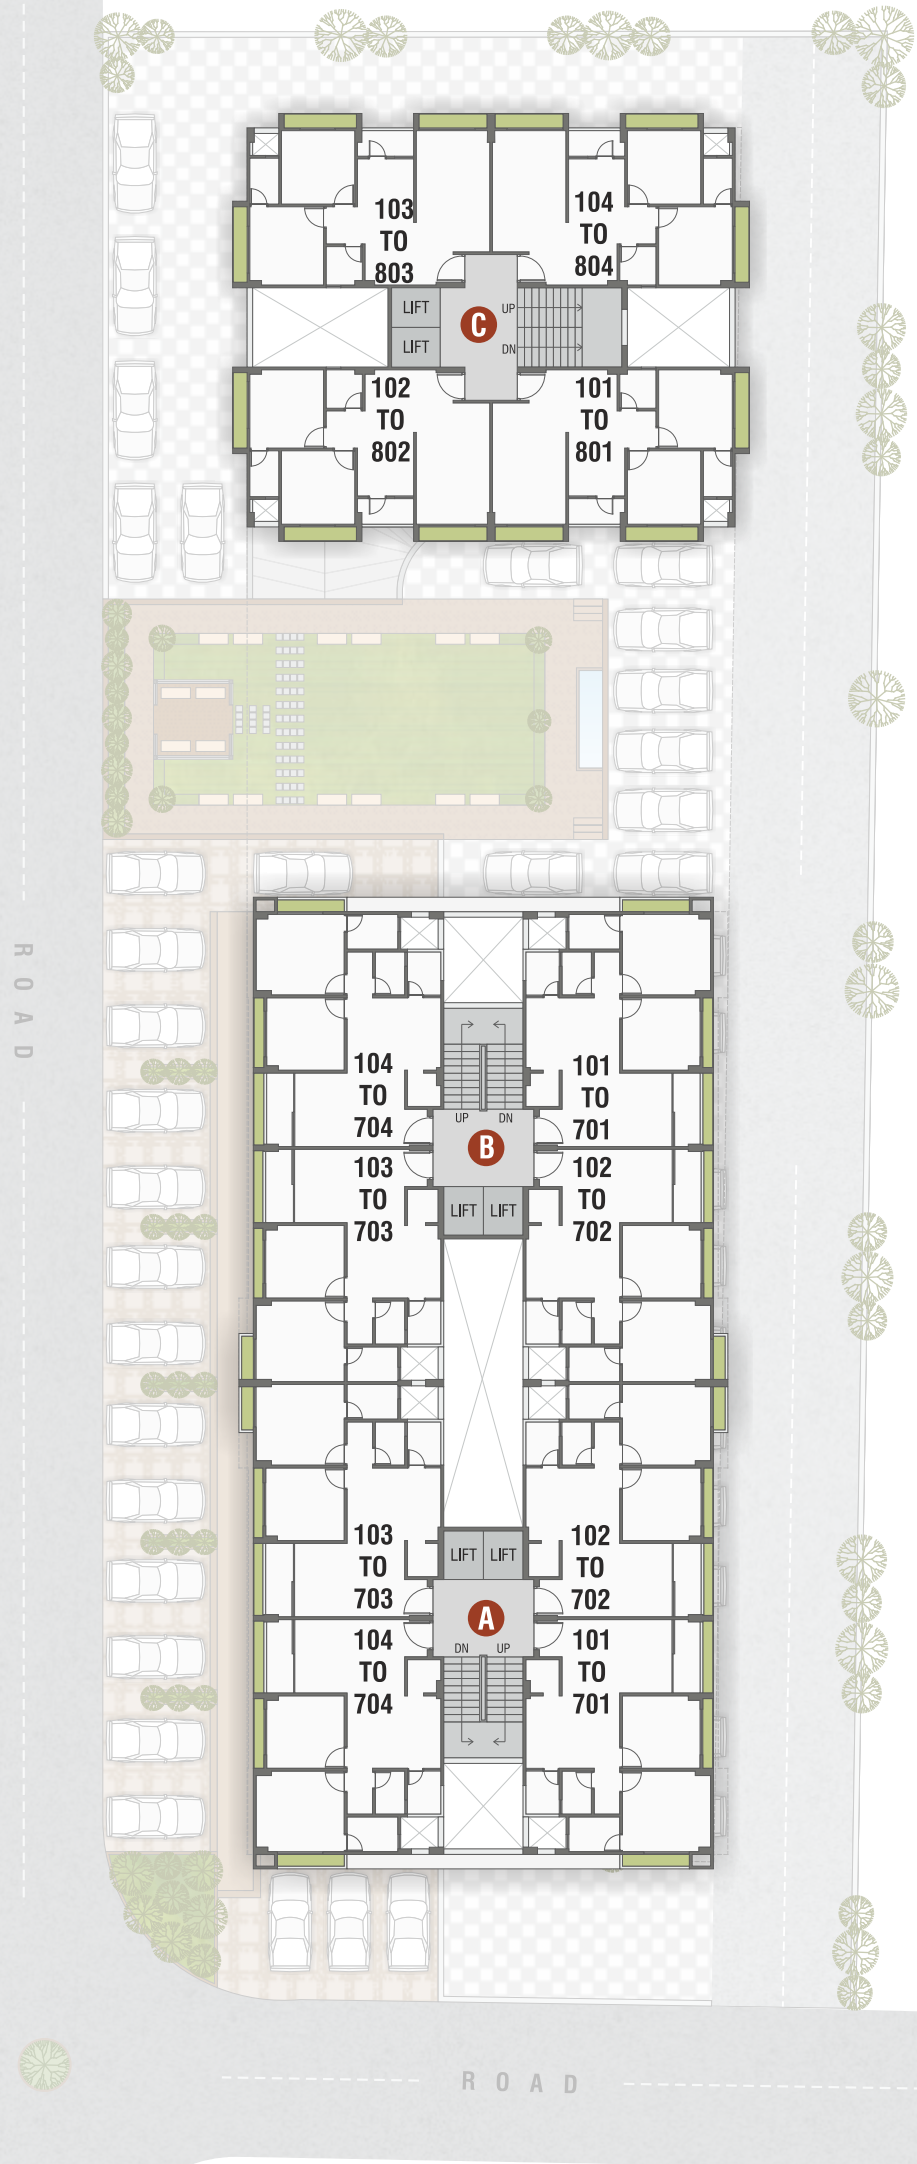 103
TO
803
104
TO
804
LIFT
LIFT
C
UP
DN
102
TO
802
101
TO
801
ROAD
104
TO
704
101
TO
701
UP
DN
B
103
TO
703
102
TO
702
LIFT
LIFT
103
TO
703
102
TO
702
LIFT
LIFT
A
DN
UP
104
TO
704
101
TO
701
ROAD